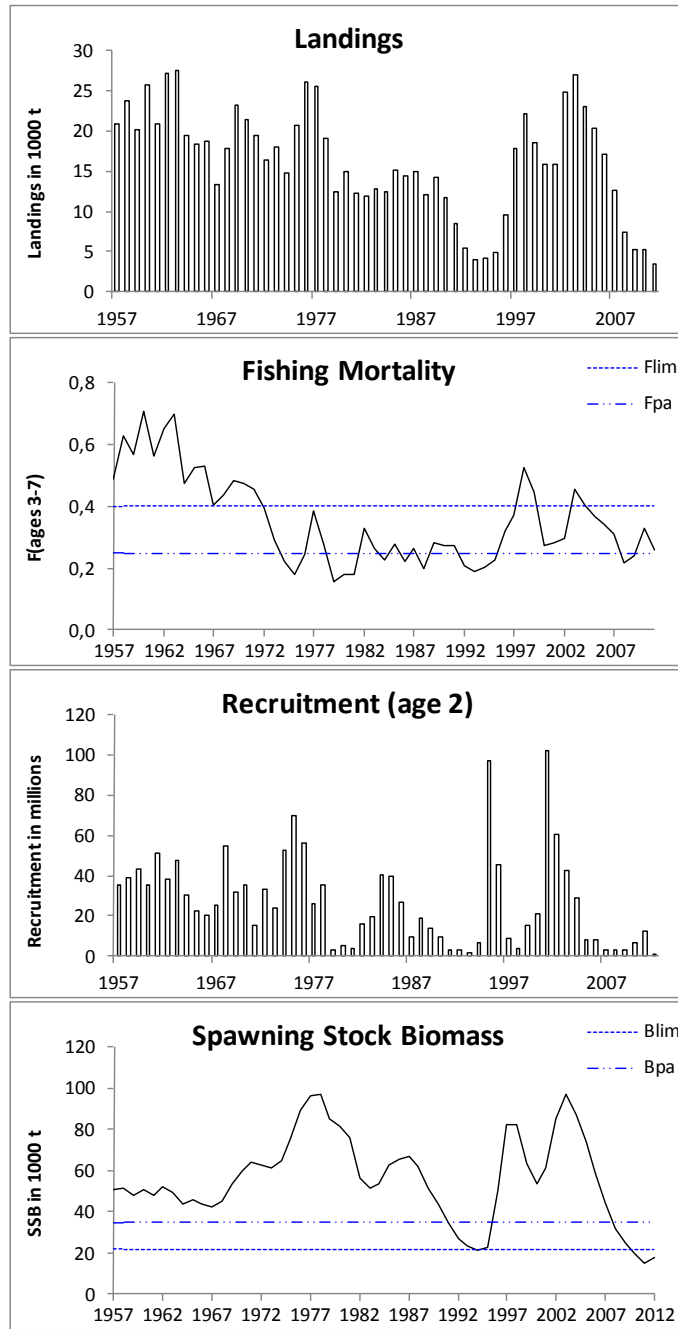 Landings
Landings in 1000 t
30
25
20
15
10
5
0
1957 1967 1977 1987 1997 2007
Fishing Mortality
Flim
Fpa
F(ages 3-7)
0,8
0,6
0,4
0,2
0,0
1957 1962 1967 1972 1977 1982 1987 1992 1997 2002 2007
Recruitment (age 2)
Recruitment in millions
120
100
80
60
40
20
0
1957 1967 1977 1987 1997 2007
Spawning Stock Biomass
Blim
Bpa
SSB in 1000 t
120
100
80
60
40
20
0
1957 1962 1967 1972 1977 1982 1987 1992 1997 2002 2007 2012